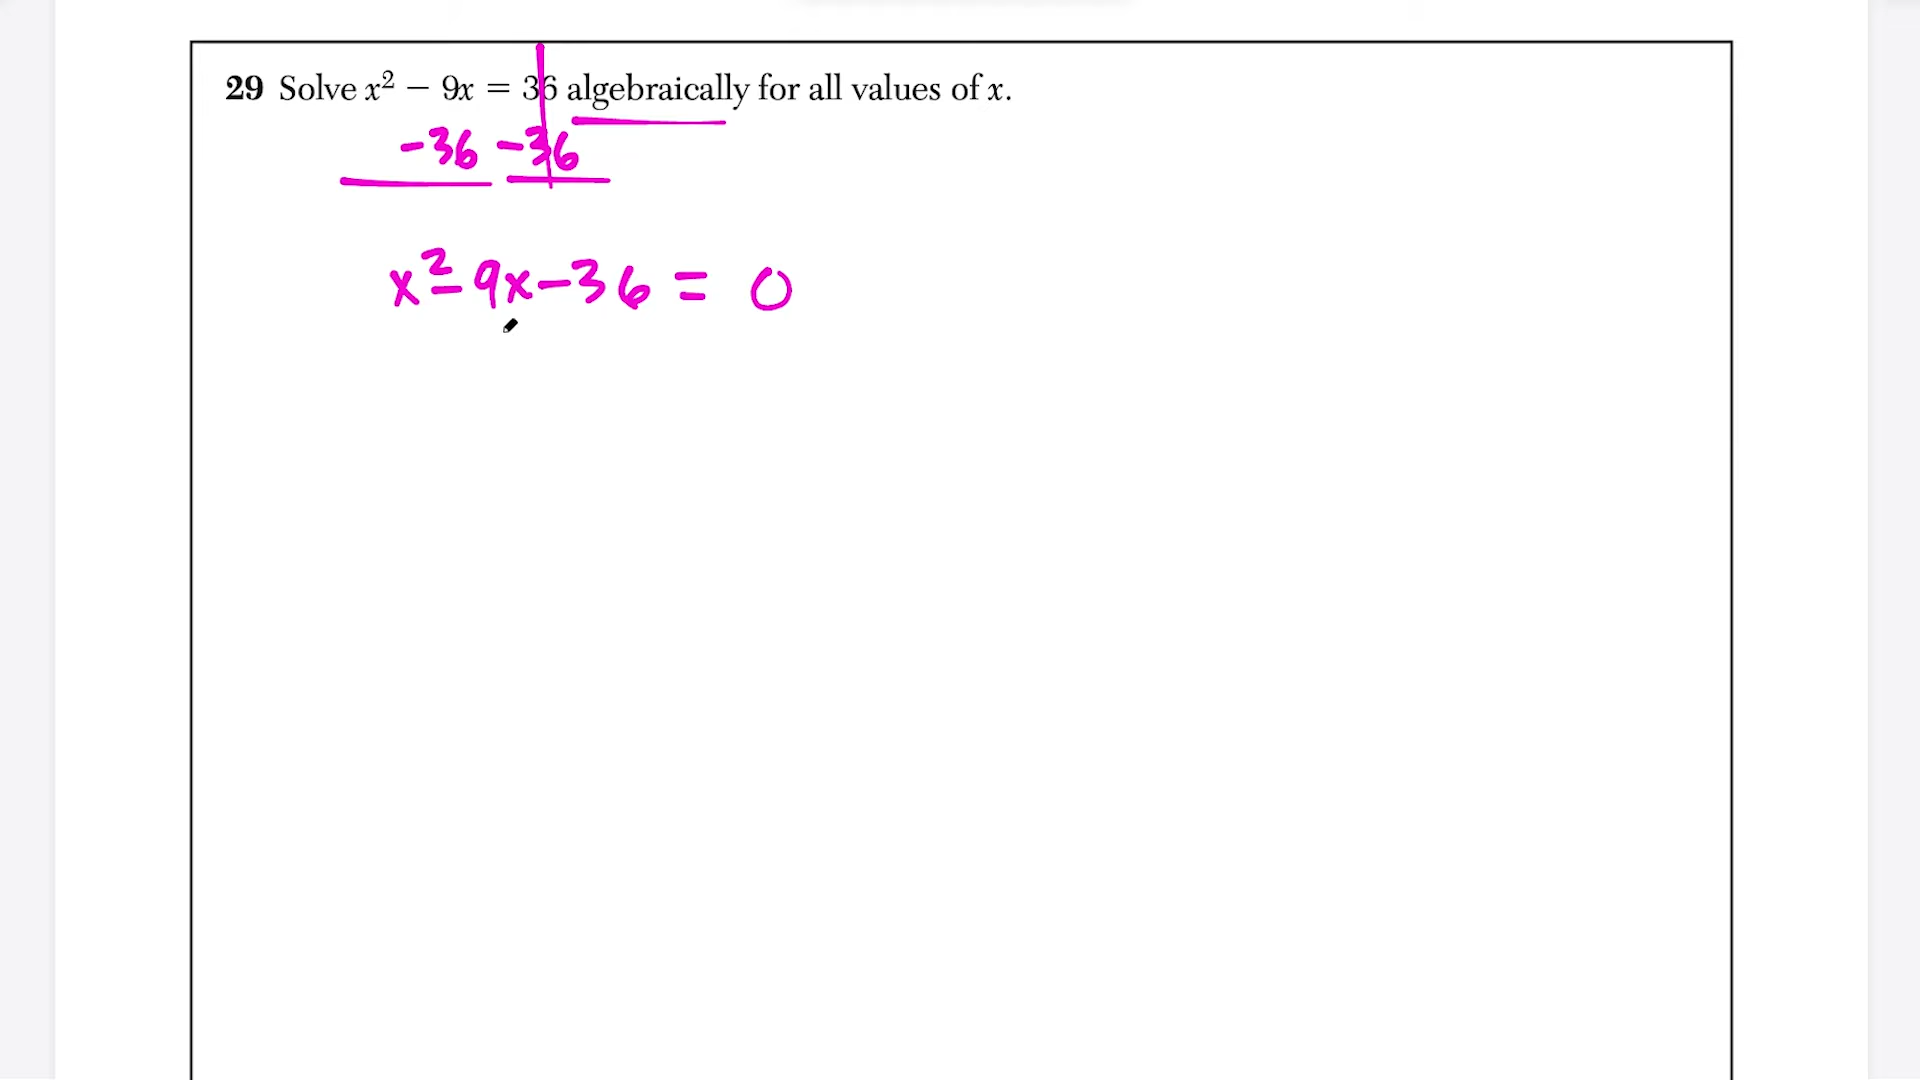 29 Solve x² − 9x = 36 algebraically for all values of x.
-36 -36
x²-9x-36 = 0